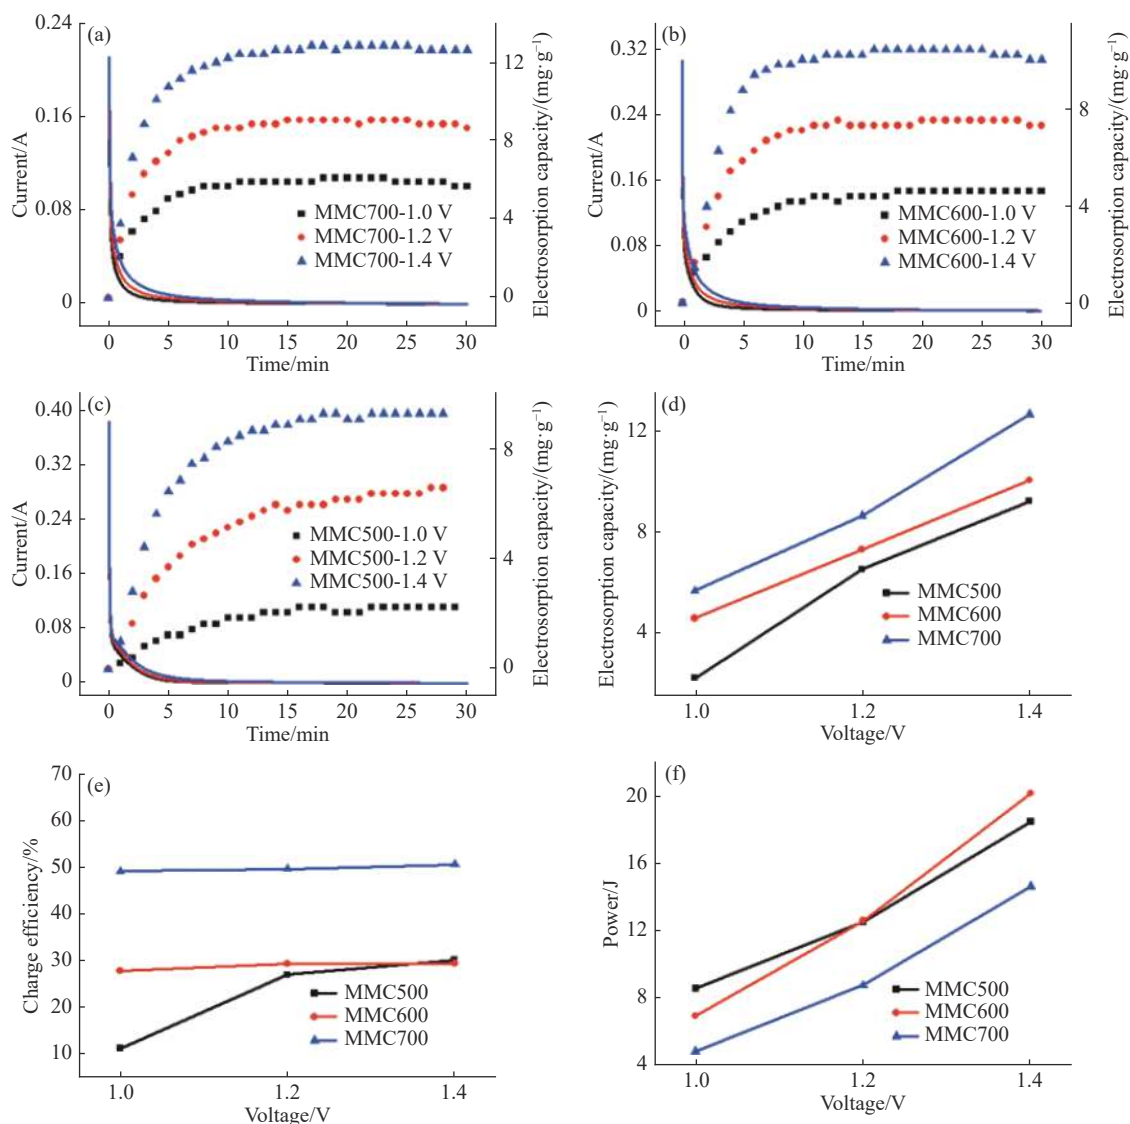 (a)
0.24
0.16
0.08
0
Current/A
12
8
4
0
Electrosorption capacity/(mg·g⁻¹)
MMC700-1.0 V
MMC700-1.2 V
MMC700-1.4 V
0 5 10 15 20 25 30
Time/min
(b)
0.32
0.24
0.16
0.08
0
Current/A
8
4
0
Electrosorption capacity/(mg·g⁻¹)
MMC600-1.0 V
MMC600-1.2 V
MMC600-1.4 V
0 5 10 15 20 25 30
Time/min
(c)
0.40
0.32
0.24
0.16
0.08
0
Current/A
8
4
0
Electrosorption capacity/(mg·g⁻¹)
MMC500-1.0 V
MMC500-1.2 V
MMC500-1.4 V
0 5 10 15 20 25 30
Time/min
(d)
12
8
4
Electrosorption capacity/(mg·g⁻¹)
MMC500
MMC600
MMC700
1.0 1.2 1.4
Voltage/V
(e)
70
60
50
40
30
20
10
Charge efficiency/%
MMC500
MMC600
MMC700
1.0 1.2 1.4
Voltage/V
(f)
20
16
12
8
4
Power/J
MMC500
MMC600
MMC700
1.0 1.2 1.4
Voltage/V